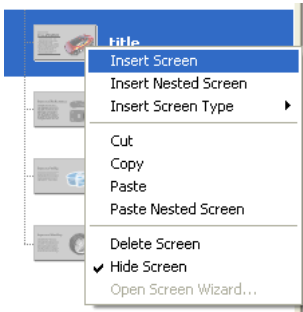 title
Insert Screen
Insert Nested Screen
Insert Screen Type
Cut
Copy
Paste
Paste Nested Screen
Delete Screen
Hide Screen
Open Screen Wizard...